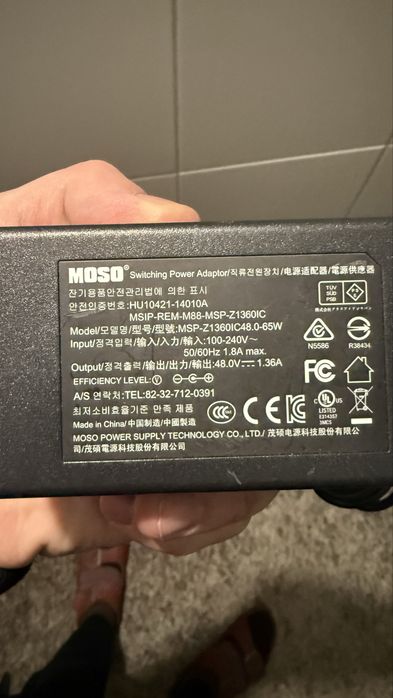 MOSO® Switching Power Adaptor/직류전원장치/电源适配器/電源供應器
전기용품안전관리법에 의한 표시
안전인증번호:HU10421-14010A
MSIP-REM-M88-MSP-Z1360IC
Model/모델명/型号/型號:MSP-Z1360IC48.0-65W
Input/정격입력/输入/輸入:100-240V~
50/60Hz 1.8A max.
Output/정격출력/输出/輸出:48.0V⎓1.36A
EFFICIENCY LEVEL:Ⓥ
A/S 연락처:TEL:82-32-712-0391
최저소비효율기준 만족 제품
Made in China/中国制造/中國製造
MOSO POWER SUPPLY TECHNOLOGY CO.,LTD./ 茂硕电源科技股份有限公
司/茂碩電源科技股份有限公司
TÜV
SÜD
PSB
N5586
R38434
FC
CCC CE KC
c UL US
LISTED
E314353
3MCS